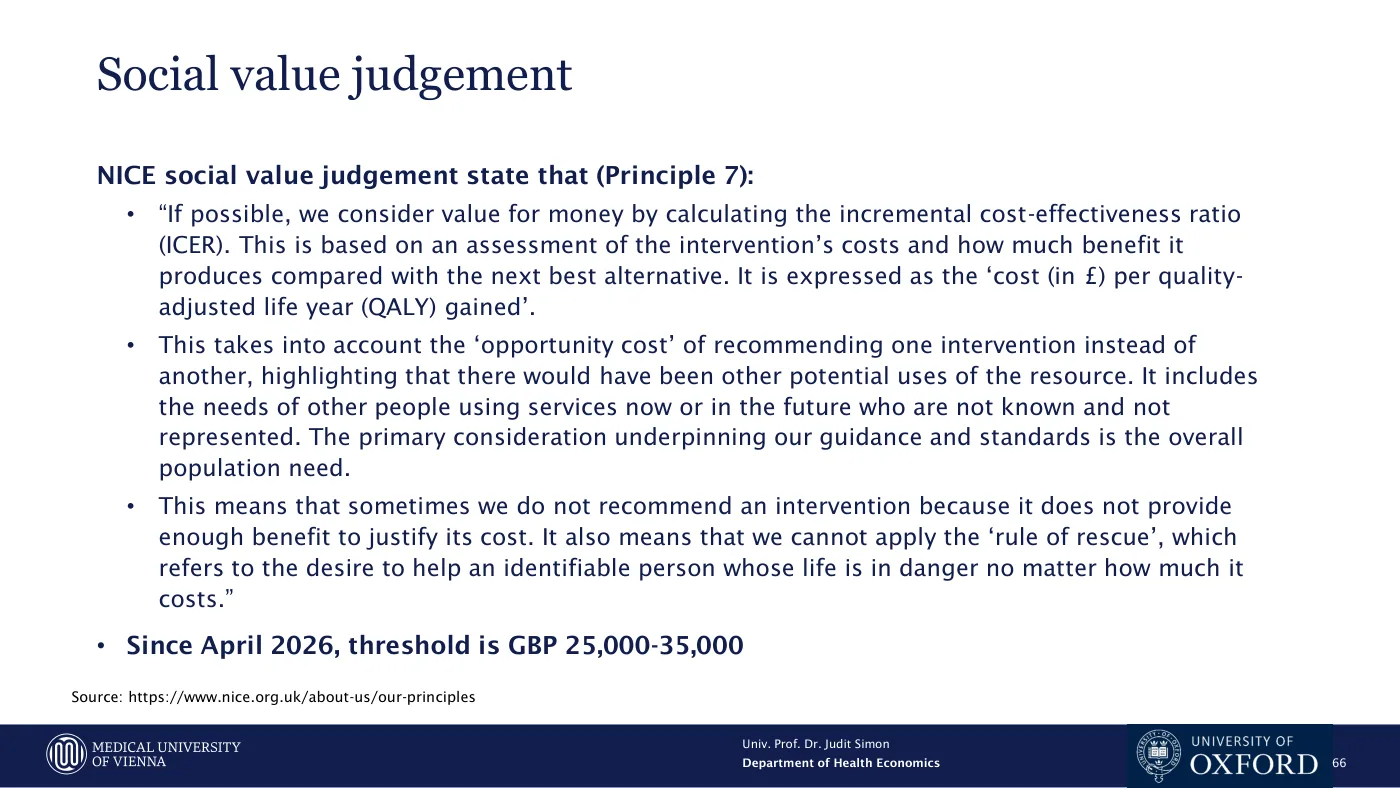 Social value judgement
NICE social value judgement state that (Principle 7):
• “If possible, we consider value for money by calculating the incremental cost-effectiveness ratio
(ICER). This is based on an assessment of the intervention’s costs and how much benefit it
produces compared with the next best alternative. It is expressed as the ‘cost (in £) per quality-
adjusted life year (QALY) gained’.
• This takes into account the ‘opportunity cost’ of recommending one intervention instead of
another, highlighting that there would have been other potential uses of the resource. It includes
the needs of other people using services now or in the future who are not known and not
represented. The primary consideration underpinning our guidance and standards is the overall
population need.
• This means that sometimes we do not recommend an intervention because it does not provide
enough benefit to justify its cost. It also means that we cannot apply the ‘rule of rescue’, which
refers to the desire to help an identifiable person whose life is in danger no matter how much it
costs.”
• Since April 2026, threshold is GBP 25,000-35,000
Source: https://www.nice.org.uk/about-us/our-principles
MEDICAL UNIVERSITY
OF VIENNA
Univ. Prof. Dr. Judit Simon
Department of Health Economics
UNIVERSITY OF
OXFORD
66